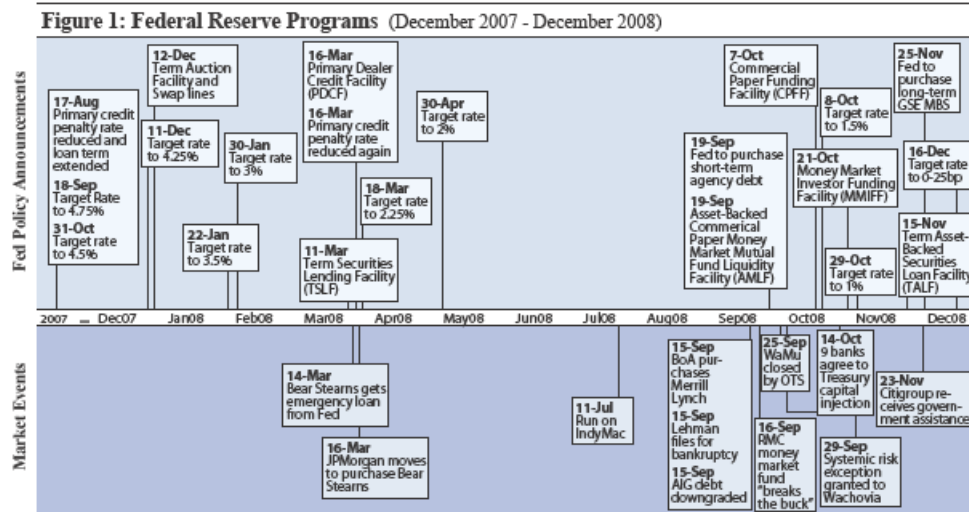 Figure 1: Federal Reserve Programs (December 2007 - December 2008)
Fed Policy Announcements
17-Aug
Primary credit
penalty rate
reduced and
loan term
extended
18-Sep
Target Rate
to 4.75%
31-Oct
Target rate
to 4.5%
12-Dec
Term Auction
Facility and
Swap lines
11-Dec
Target rate
to 4.25%
22-Jan
Target rate
to 3.5%
30-Jan
Target rate
to 3%
16-Mar
Primary Dealer
Credit Facility
(PDCF)
16-Mar
Primary credit
penalty rate
reduced again
11-Mar
Term Securities
Lending Facility
(TSLF)
18-Mar
Target rate
to 2.25%
30-Apr
Target rate
to 2%
19-Sep
Fed to purchase
short-term
agency debt
19-Sep
Asset-Backed
Commerical
Paper Money
Market Mutual
Fund Liquidity
Facility (AMLF)
7-Oct
Commercial
Paper Funding
Facility (CPFF)
8-Oct
Target rate
to 1.5%
21-Oct
Money Market
Investor Funding
Facility (MMIFF)
29-Oct
Target rate
to 1%
25-Nov
Fed to
purchase
long-term
GSE MBS
16-Dec
Target rate
to 0-25bp
15-Nov
Term Asset-
Backed
Securities
Loan Facility
(TALF)
2007 ... Dec07 Jan08 Feb08 Mar08 Apr08 May08 Jun08 Jul08 Aug08 Sep08 Oct08 Nov08 Dec08
Market Events
14-Mar
Bear Stearns gets
emergency loan
from Fed
16-Mar
JPMorgan moves
to purchase Bear
Stearns
11-Jul
Run on
IndyMac
15-Sep
BoA pur-
chases
Merrill
Lynch
15-Sep
Lehman
files for
bankruptcy
15-Sep
AIG debt
downgraded
25-Sep
WaMu
closed
by OTS
16-Sep
RMC
money
market
fund
"breaks
the buck"
14-Oct
9 banks
agree to
Treasury
capital
injection
29-Sep
Systemic risk
exception
granted to
Wachovia
23-Nov
Citigroup re-
ceives govern-
ment assistance